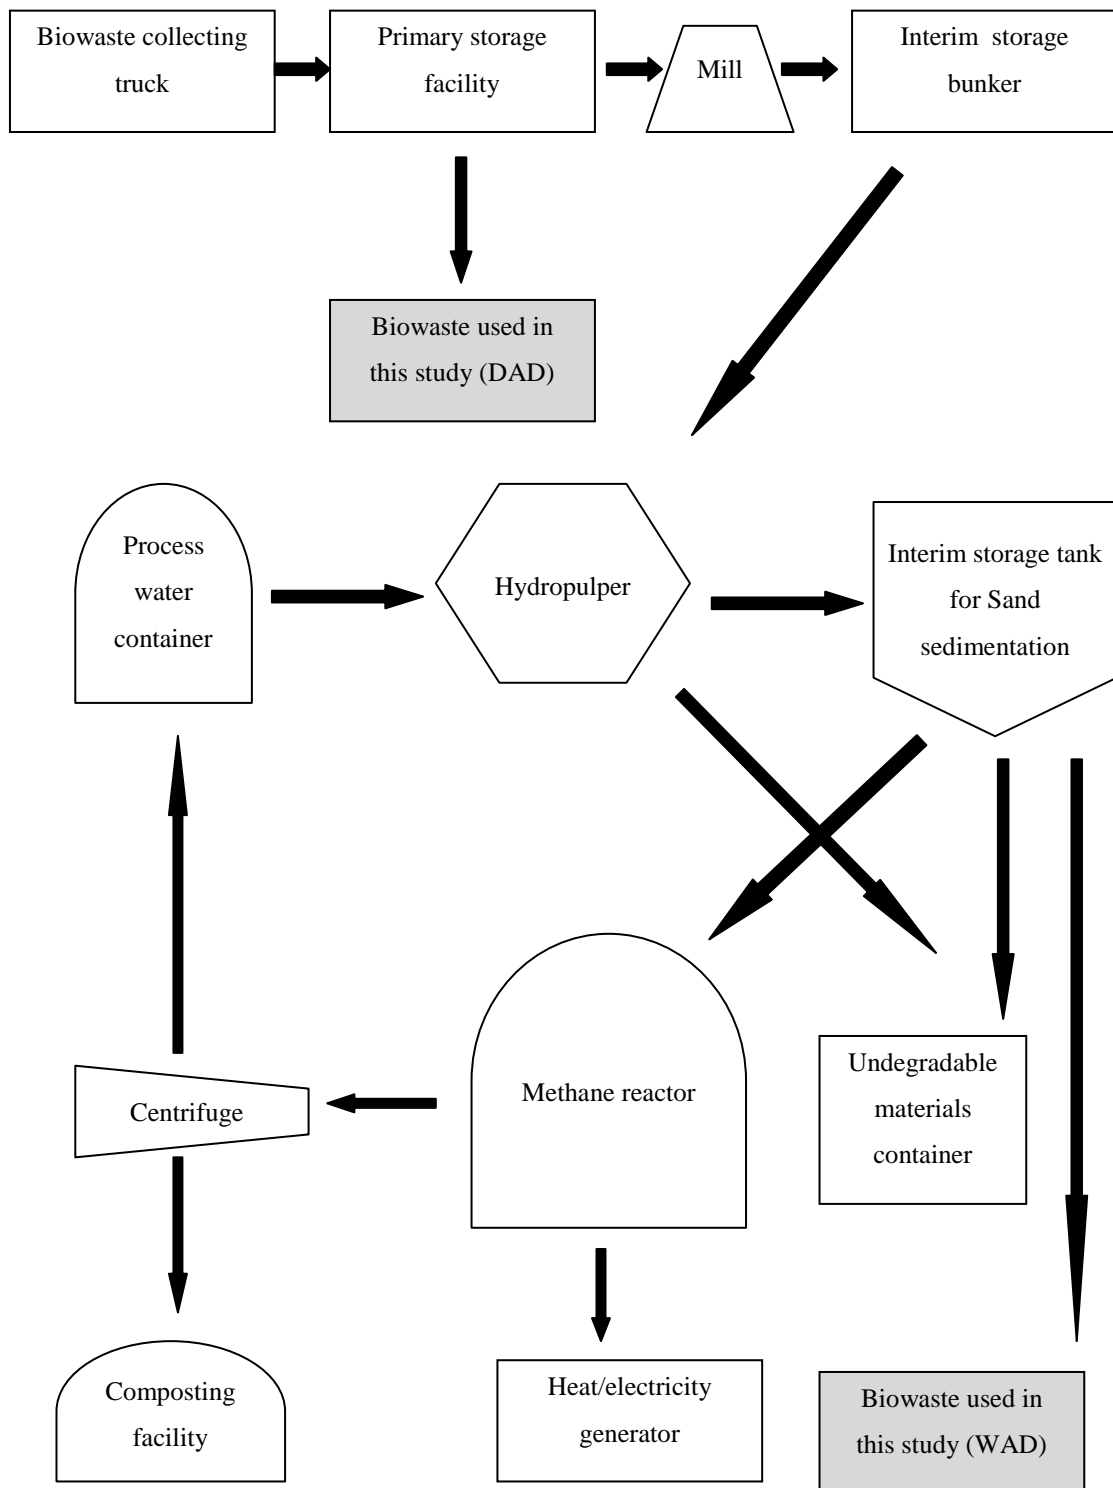 Biowaste collecting
truck
Primary storage
facility
Mill
Interim storage
bunker
Biowaste used in
this study (DAD)
Process
water
container
Hydropulper
Interim storage tank
for Sand
sedimentation
Methane reactor
Centrifuge
Undegradable
materials
container
Composting
facility
Heat/electricity
generator
Biowaste used in
this study (WAD)